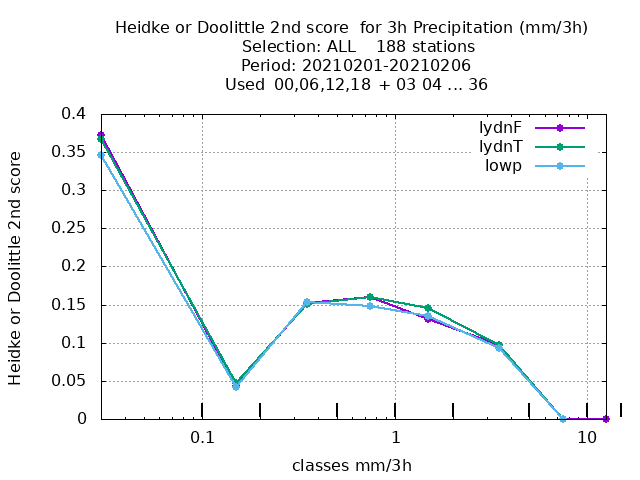 Heidke or Doolittle 2nd score  for 3h Precipitation (mm/3h)
Selection: ALL    188 stations
Period: 20210201-20210206
Used  00,06,12,18  + 03 04 ... 36
lydnF
lydnT
lowp
Heidke or Doolittle 2nd score
0.4
0.35
0.3
0.25
0.2
0.15
0.1
0.05
0
0.1 1 10
classes mm/3h